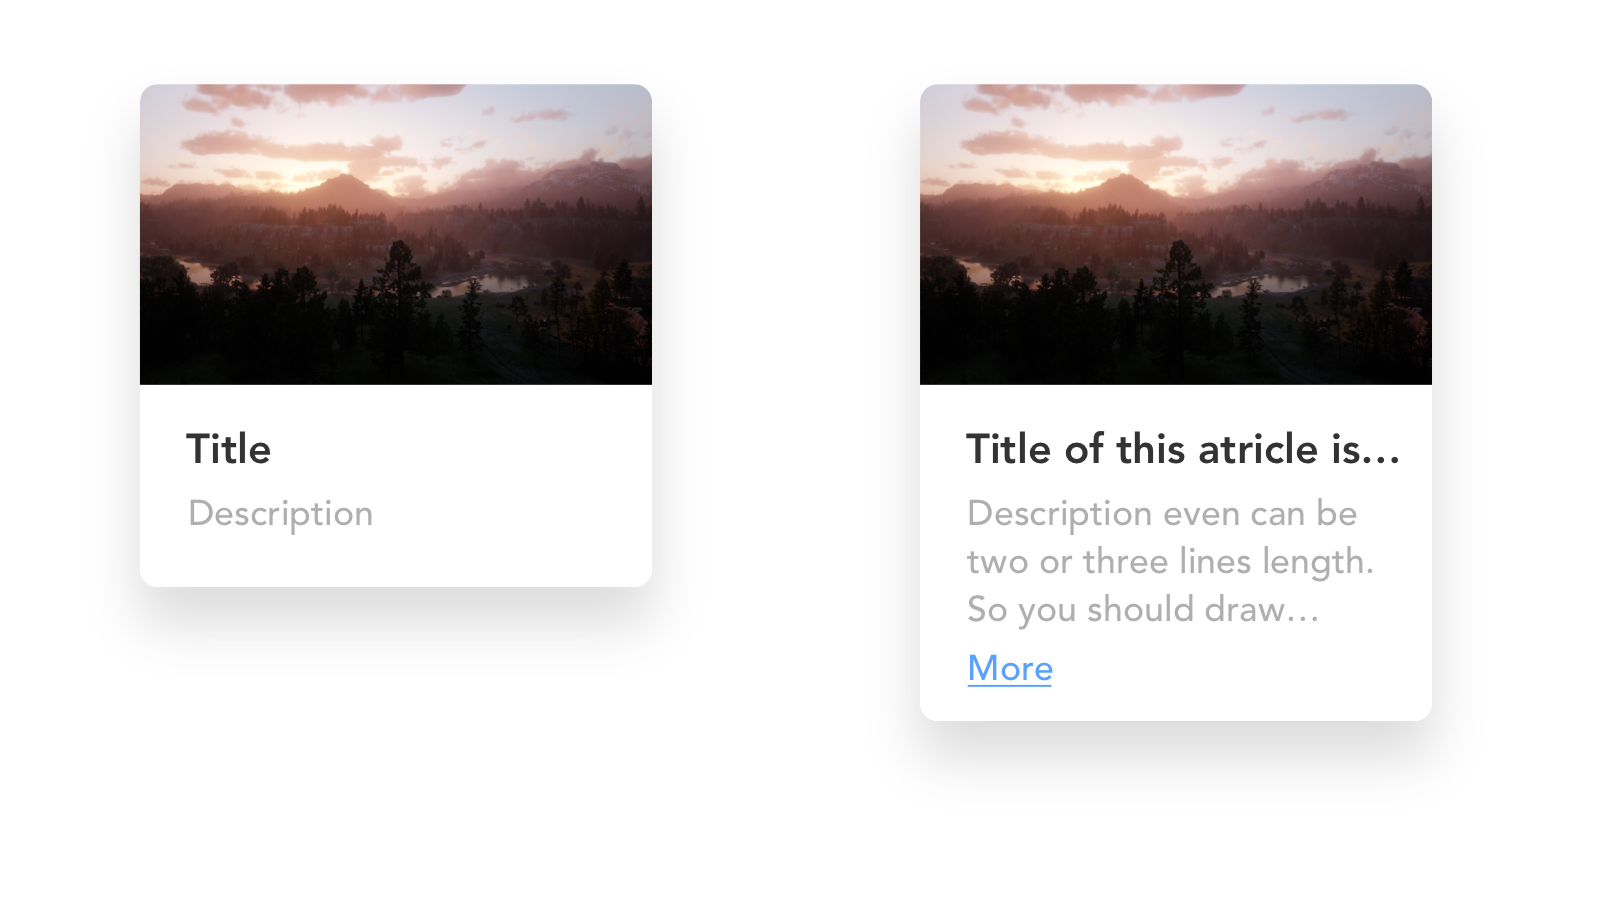 Title
Description
Title of this atricle is...
Description even can be
two or three lines length.
So you should draw...
More